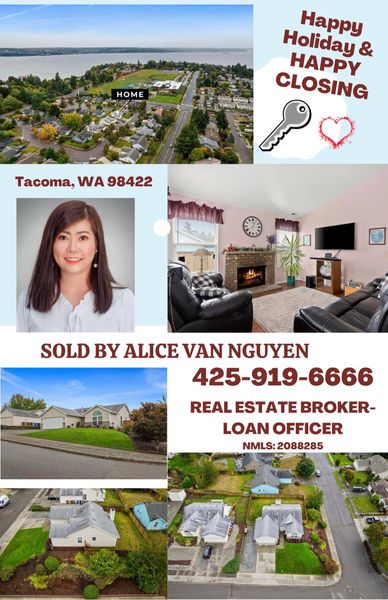 Happy
Holiday &
HAPPY
CLOSING
HOME
Tacoma, WA 98422
SOLD BY ALICE VAN NGUYEN
425-919-6666
REAL ESTATE BROKER-
LOAN OFFICER
NMLS: 2088285